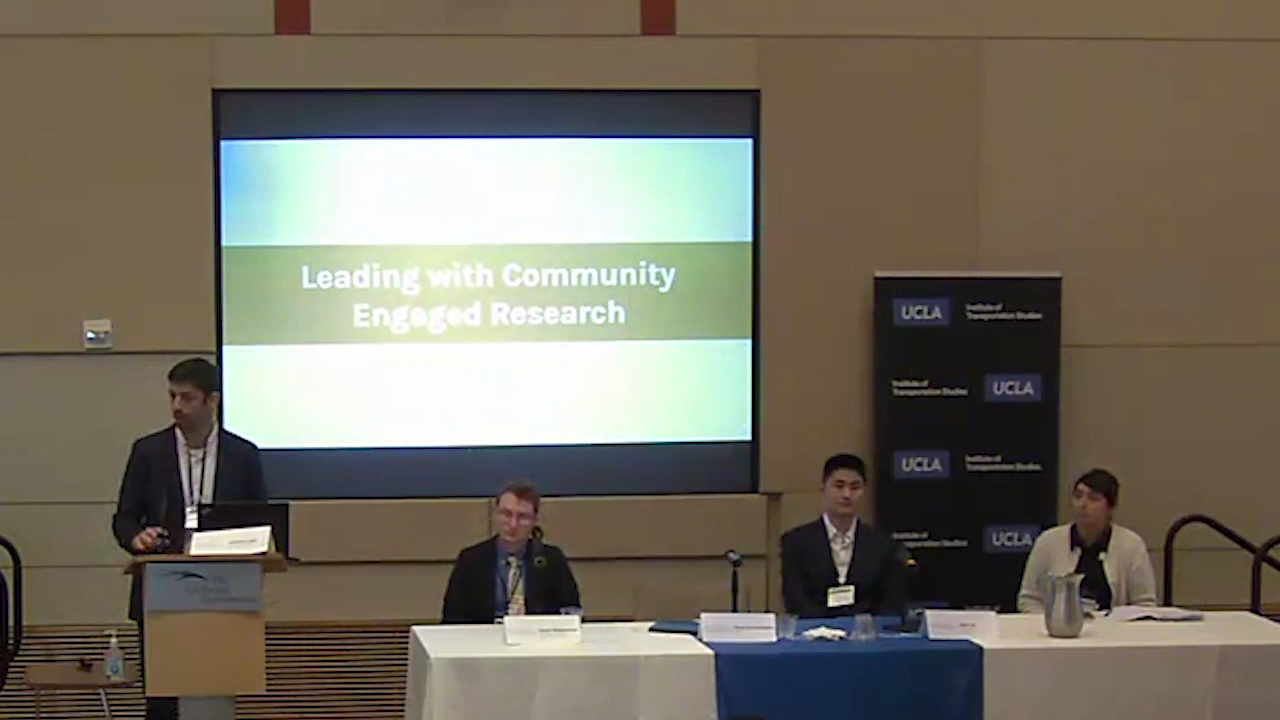 Leading with Community
Engaged Research
UCLA
Institute of
Transportation Studies
Institute of
Transportation Studies
UCLA
UCLA
Institute of
Transportation Studies
Institute of
Transportation Studies
UCLA